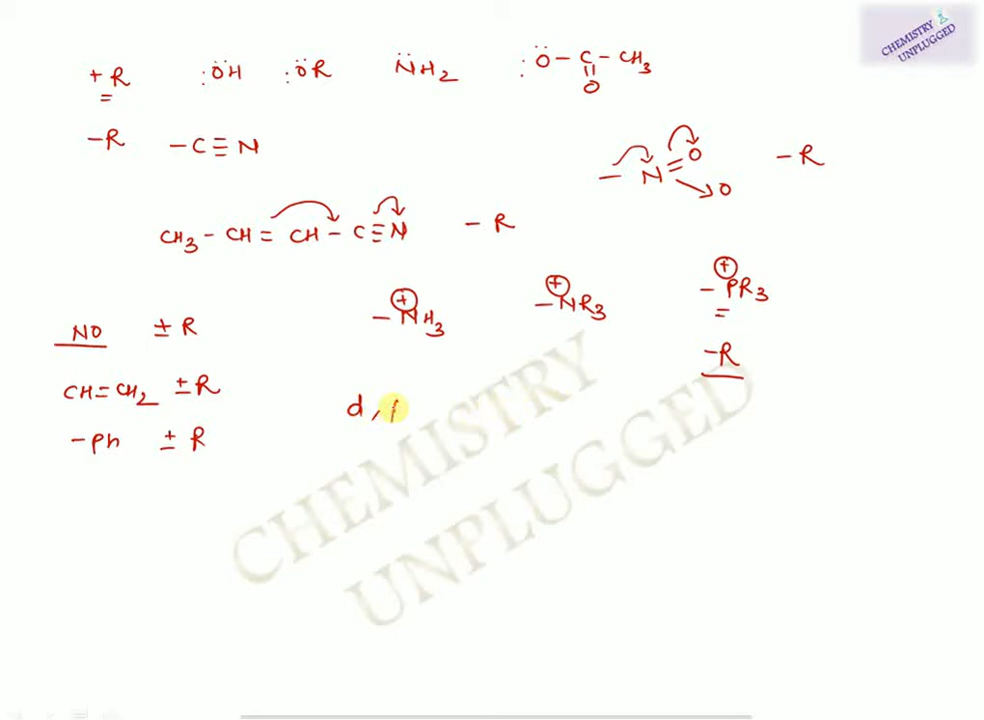 CHEMISTRY
UNPLUGGED
+R :ÖH :ÖR N̈H₂ :Ö-C-CH₃
=
O
-R -C≡N
- N=O -R
→O
CH₃-CH=CH-C≡N -R
NO ±R -⊕NH₃ -⊕NR₃ -⊕PR₃
=
-R
CH=CH₂ ±R
d,
-Ph ±R
CHEMISTRY
UNPLUGGED